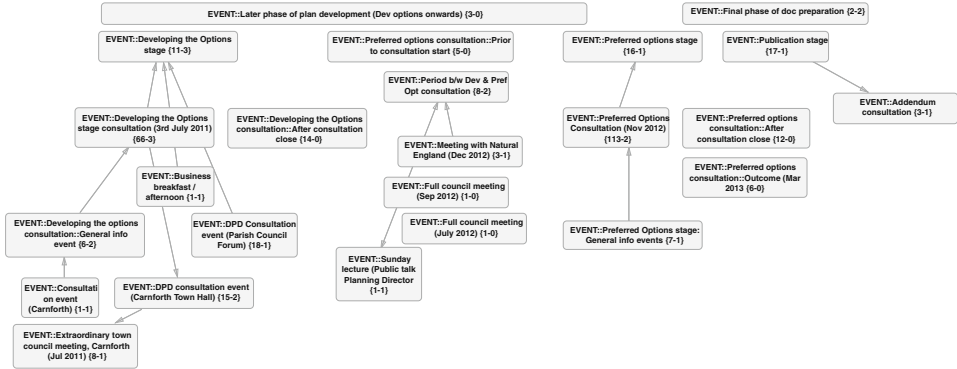 EVENT::Later phase of plan development (Dev options onwards) {3-0}
EVENT::Final phase of doc preparation {2-2}
EVENT::Developing the Options
stage {11-3}
EVENT::Preferred options consultation::Prior
to consultation start {5-0}
EVENT::Preferred options stage
{16-1}
EVENT::Publication stage
{17-1}
EVENT::Period b/w Dev & Pref
Opt consultation {8-2}
EVENT::Addendum
consultation {3-1}
EVENT::Developing the Options
stage consultation (3rd July 2011)
{66-3}
EVENT::Developing the Options
consultation::After consultation
close {14-0}
EVENT::Preferred Options
Consultation (Nov 2012)
{113-2}
EVENT::Preferred options
consultation::After
consultation close {12-0}
EVENT::Meeting with Natural
England (Dec 2012) {3-1}
EVENT::Preferred options
consultation::Outcome (Mar
2013 {6-0}
EVENT::Business
breakfast /
afternoon {1-1}
EVENT::Full council meeting
(Sep 2012) {1-0}
EVENT::Developing the options
consultation::General info
event {6-2}
EVENT::DPD Consultation
event (Parish Council
Forum) {18-1}
EVENT::Full council meeting
(July 2012) {1-0}
EVENT::Preferred Options stage:
General info events {7-1}
EVENT::Sunday
lecture (Public talk
Planning Director
{1-1}
EVENT::Consultati
on event
(Carnforth) {1-1}
EVENT::DPD consultation event
(Carnforth Town Hall) {15-2}
EVENT::Extraordinary town
council meeting, Carnforth
(Jul 2011) {8-1}